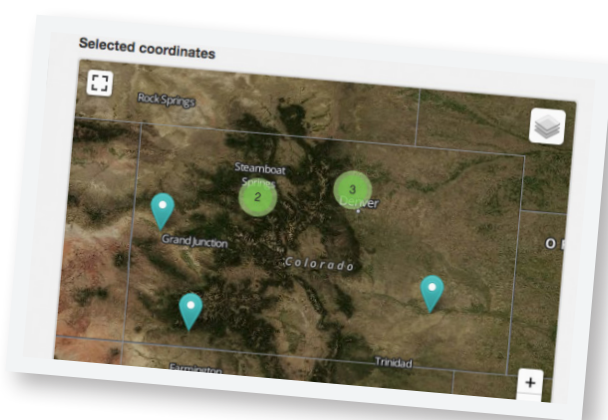 Selected coordinates
Rock Springs
Steamboat
Springs
2
3
Denver
Grand Junction
Colorado
Trinidad
Farmington
+